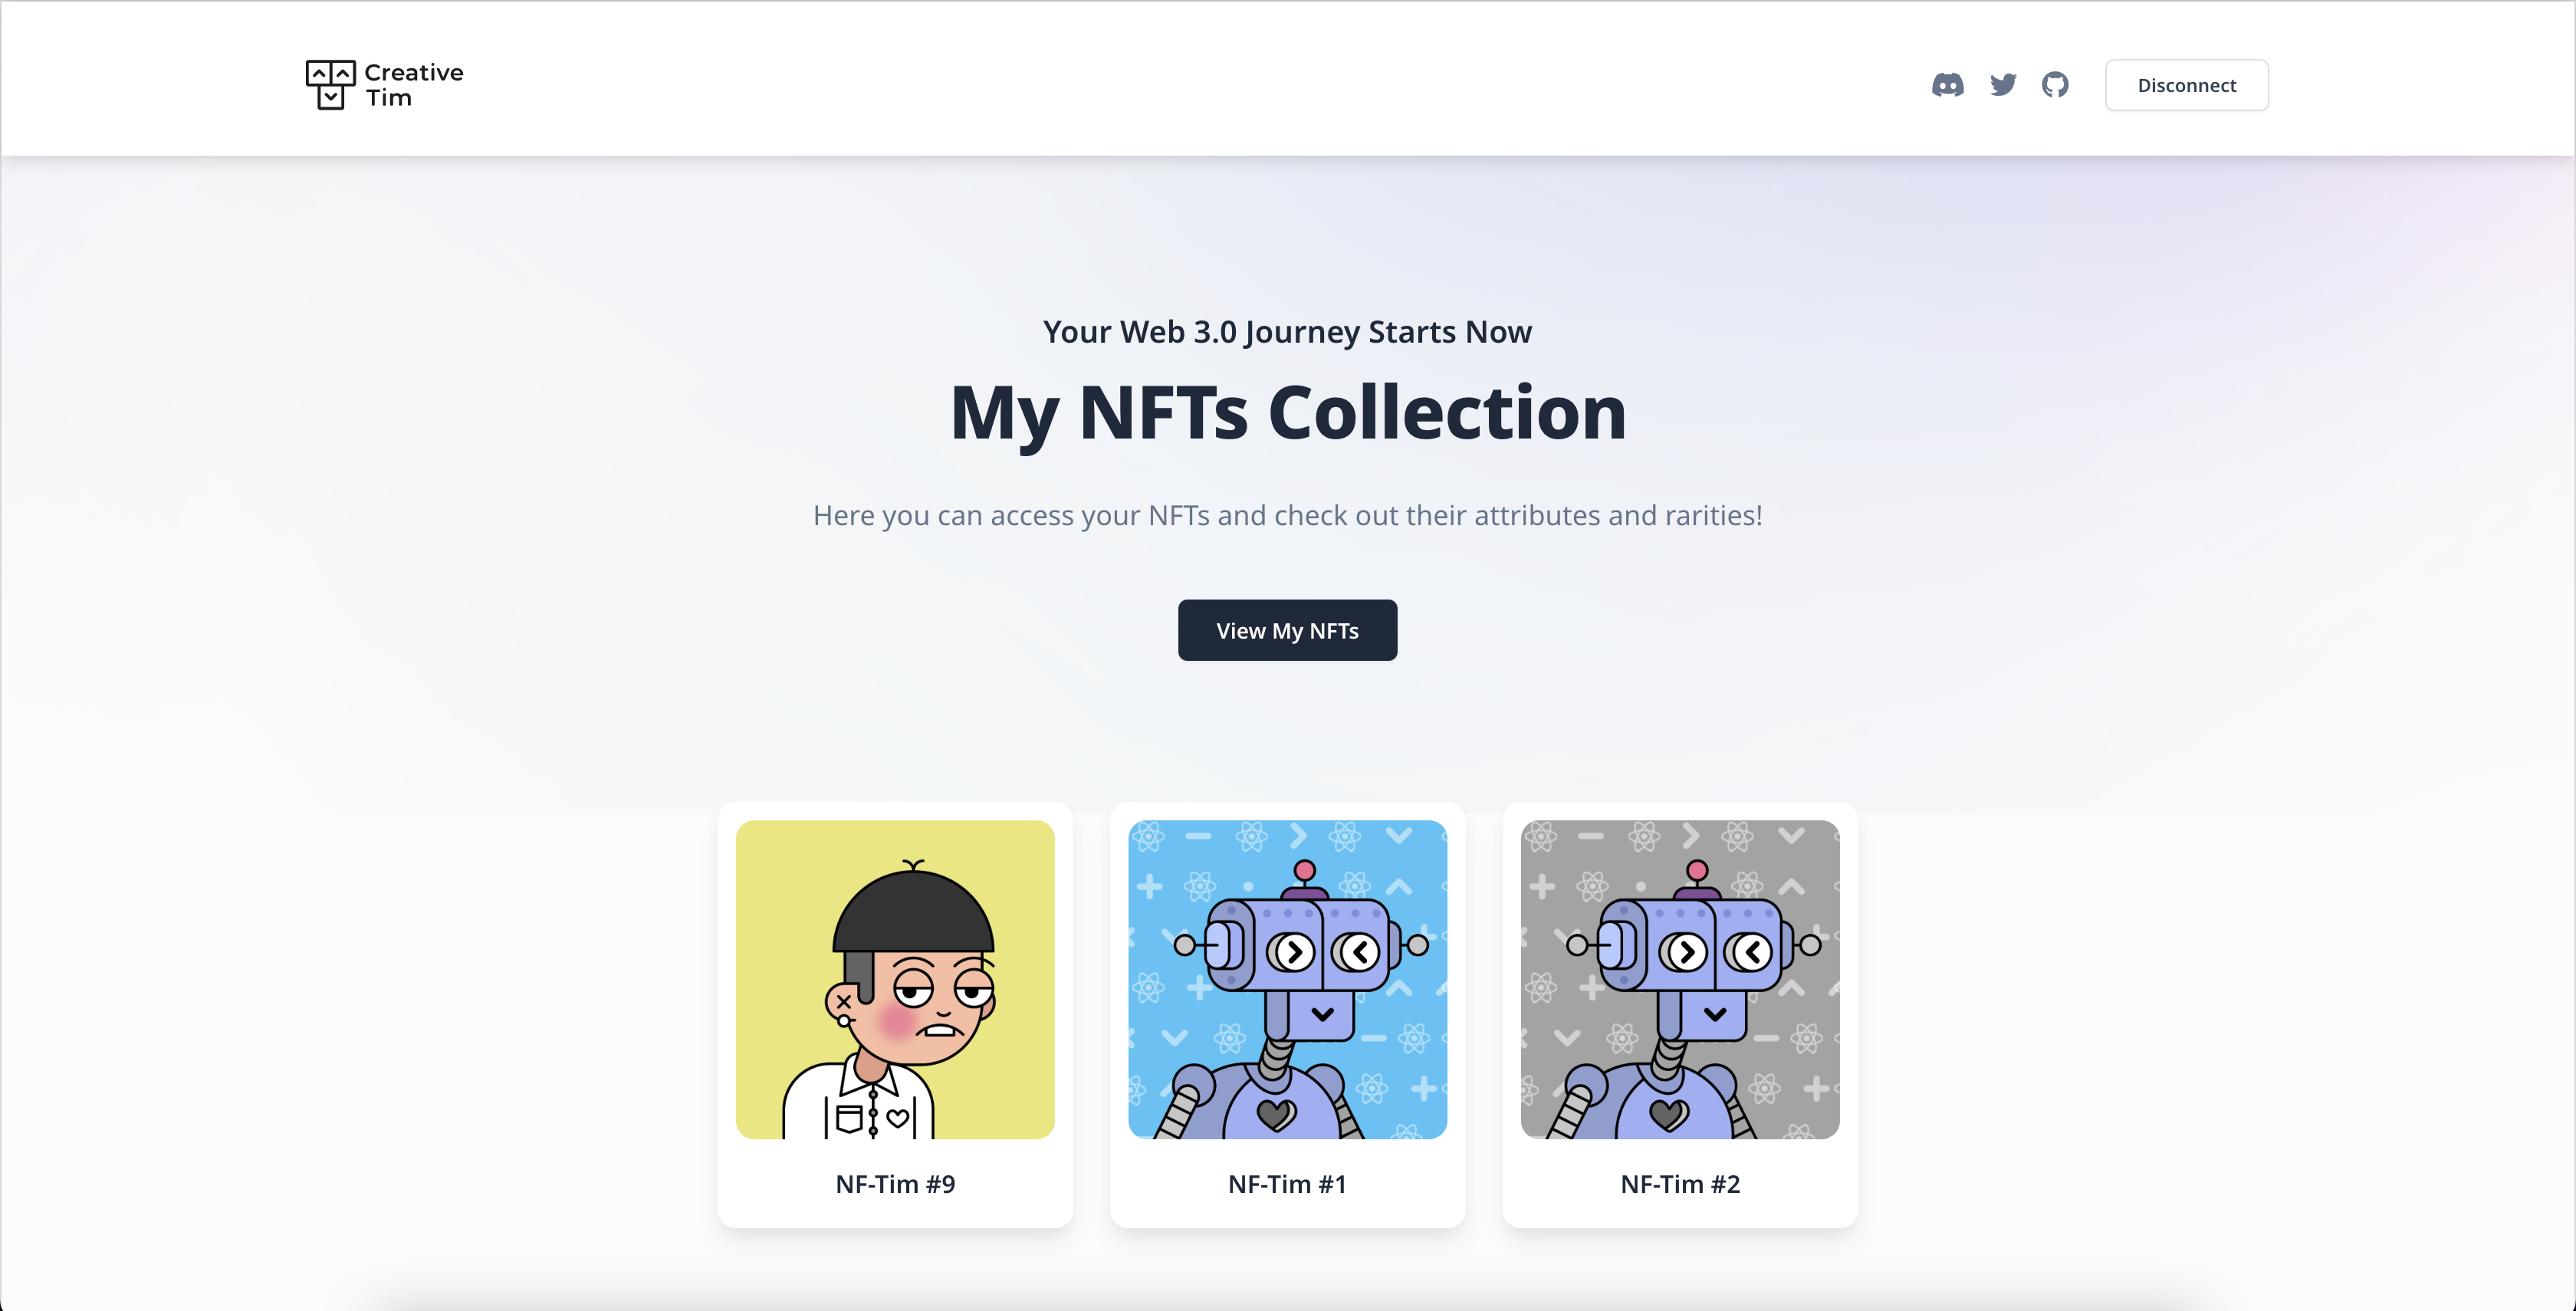 Creative
Tim
Disconnect
Your Web 3.0 Journey Starts Now
My NFTs Collection
Here you can access your NFTs and check out their attributes and rarities!
View My NFTs
NF-Tim #9
NF-Tim #1
NF-Tim #2